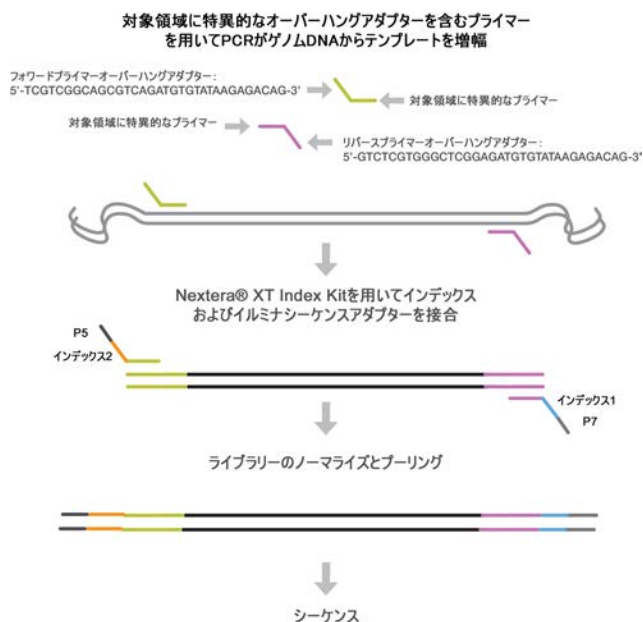 対象領域に特異的なオーバーハングアダプターを含むプライマー
を用いてPCRがゲノムDNAからテンプレートを増幅
フォワードプライマーオーバーハングアダプター：
5'-TCGTCGGCAGCGTCAGATGTGTATAAGAGACAG-3'
対象領域に特異的なプライマー
対象領域に特異的なプライマー
リバースプライマーオーバーハングアダプター：
5'-GTCTCGTGGGCTCGGAGATGTGTATAAGAGACAG-3"
Nextera® XT Index Kitを用いてインデックス
およびイルミナシーケンスアダプターを接合
P5
インデックス2
インデックス1
P7
ライブラリーのノーマライズとプーリング
シーケンス